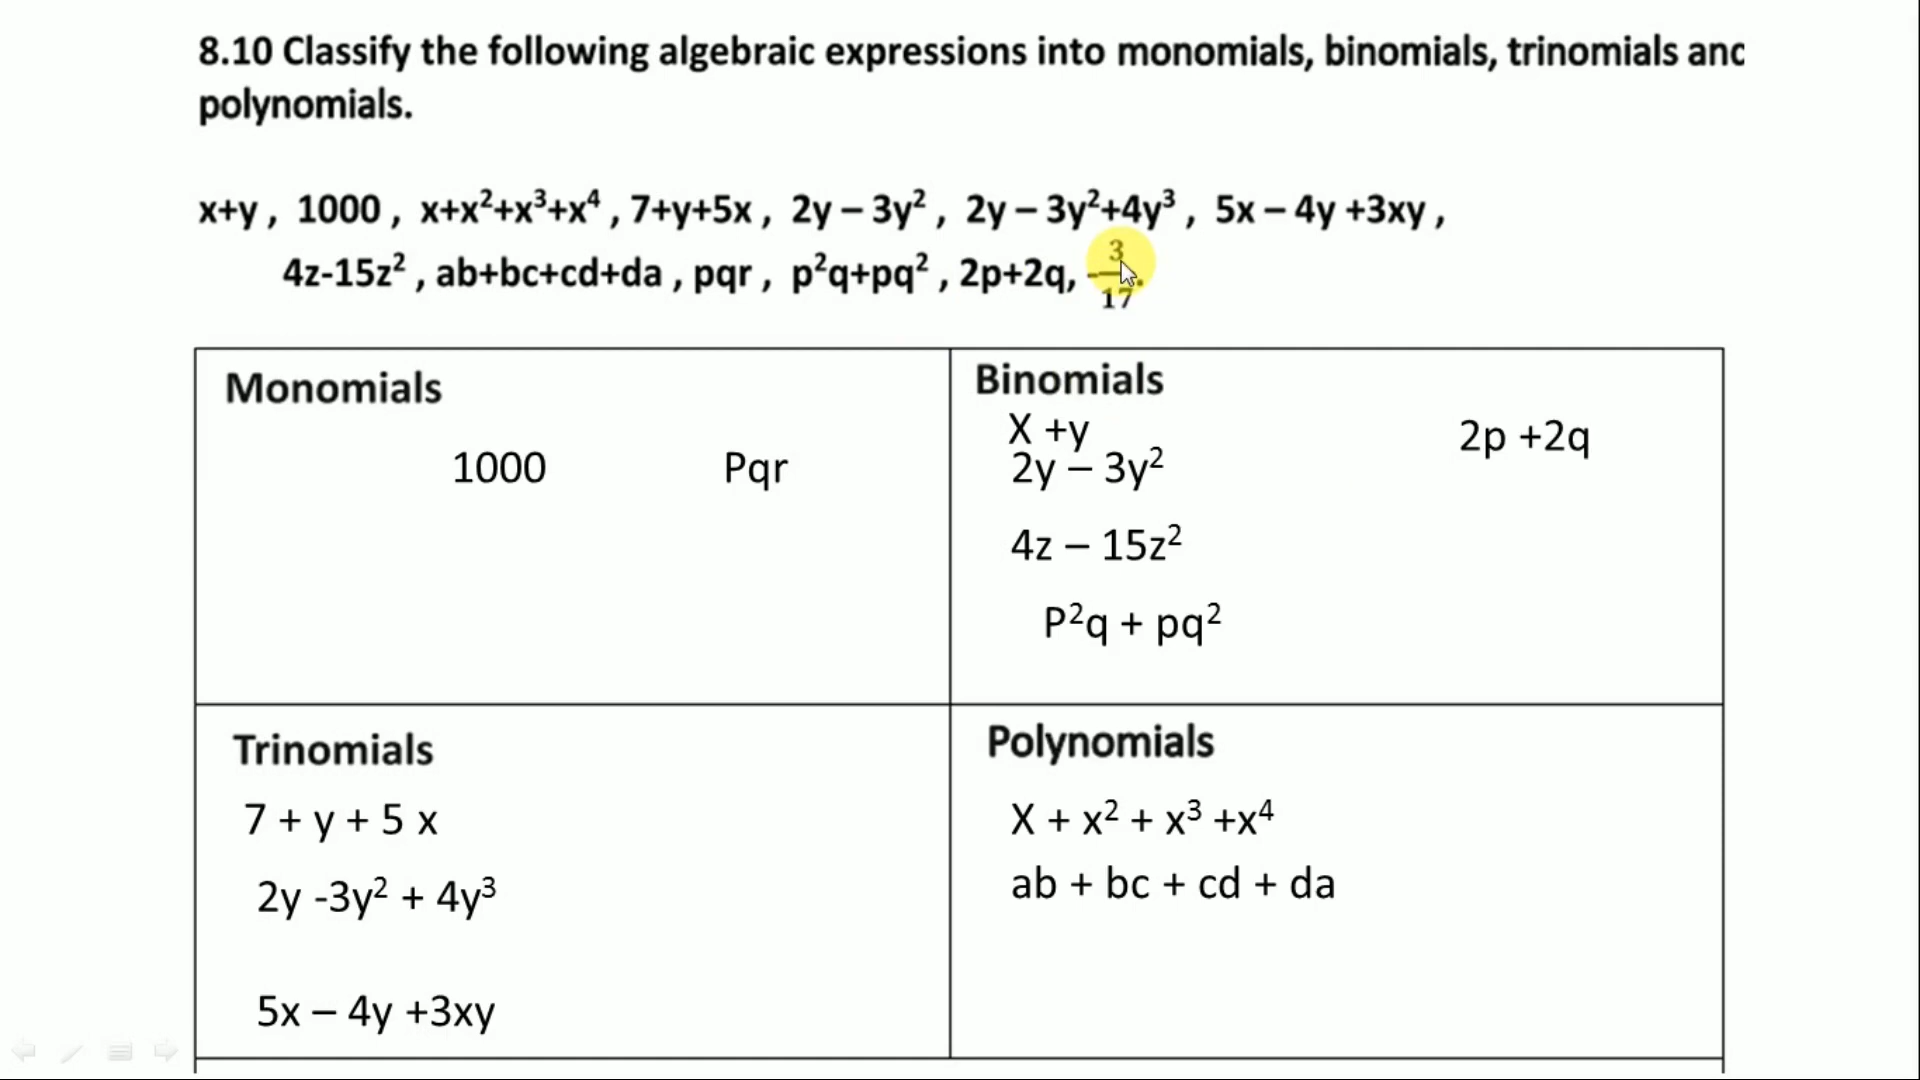 8.10 Classify the following algebraic expressions into monomials, binomials, trinomials and
polynomials.
x+y , 1000 , x+x²+x³+x⁴ , 7+y+5x , 2y – 3y² , 2y – 3y²+4y³ , 5x – 4y +3xy ,
4z-15z² , ab+bc+cd+da , pqr , p²q+pq² , 2p+2q, -3/17.
Monomials
1000 Pqr
Binomials
X +y 2p +2q
2y – 3y²
4z – 15z²
P²q + pq²
Trinomials
7 + y + 5 x
2y -3y² + 4y³
5x – 4y +3xy
Polynomials
X + x² + x³ +x⁴
ab + bc + cd + da